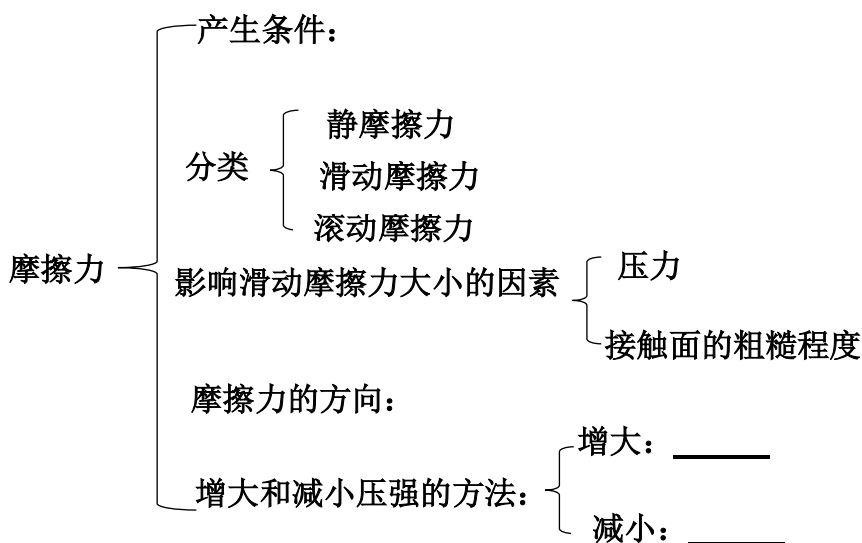 产生条件：
静摩擦力
分类
滑动摩擦力
滚动摩擦力
摩擦力
影响滑动摩擦力大小的因素
压力
接触面的粗糙程度
摩擦力的方向：
增大和减小压强的方法：
增大：______
减小：______